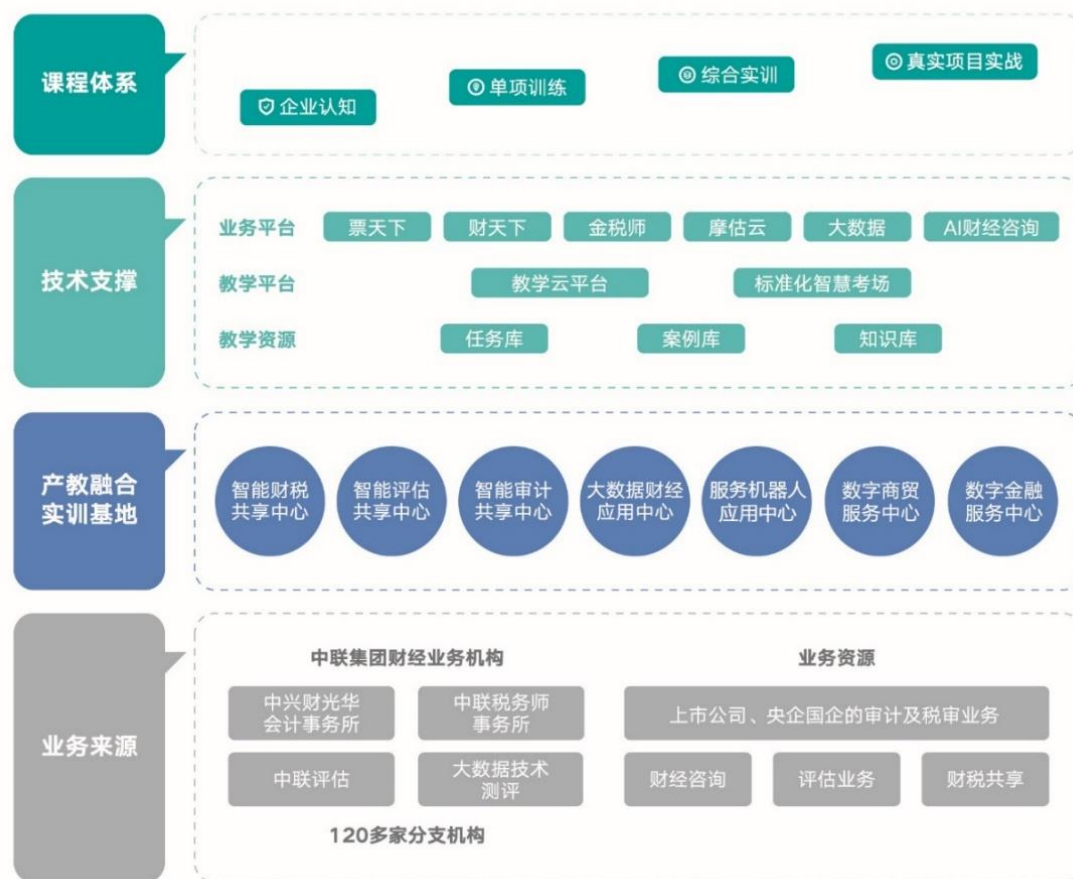 课程体系
企业认知
单项训练
综合实训
真实项目实战
技术支撑
业务平台 票天下 财天下 金税师 摩估云 大数据 AI财经咨询
教学平台 教学云平台 标准化智慧考场
教学资源 任务库 案例库 知识库
产教融合
实训基地
智能财税
共享中心
智能评估
共享中心
智能审计
共享中心
大数据财经
应用中心
服务机器人
应用中心
数字商贸
服务中心
数字金融
服务中心
业务来源
中联集团财经业务机构
中兴财光华
会计事务所
中联税务师
事务所
中联评估
大数据技术
测评
120多家分支机构
业务资源
上市公司、央企国企的审计及税审业务
财经咨询 评估业务 财税共享